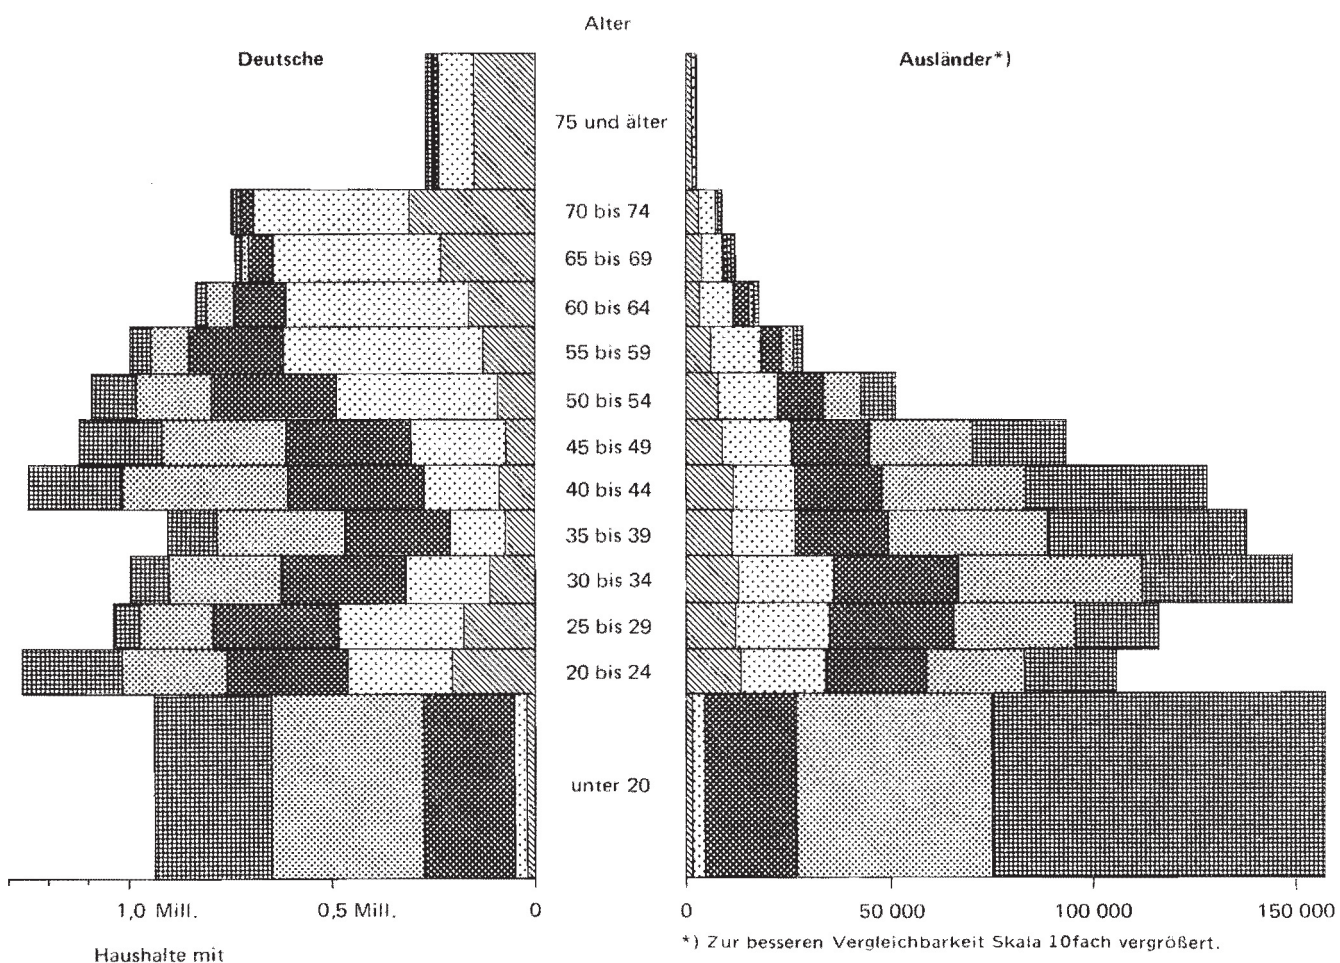 Alter
Deutsche
Ausländer*)
75 und älter
70 bis 74
65 bis 69
60 bis 64
55 bis 59
50 bis 54
45 bis 49
40 bis 44
35 bis 39
30 bis 34
25 bis 29
20 bis 24
unter 20
1,0 Mill. 0,5 Mill. 0
0 50 000 100 000 150 000
*) Zur besseren Vergleichbarkeit Skala 10fach vergrößert.
Haushalte mit